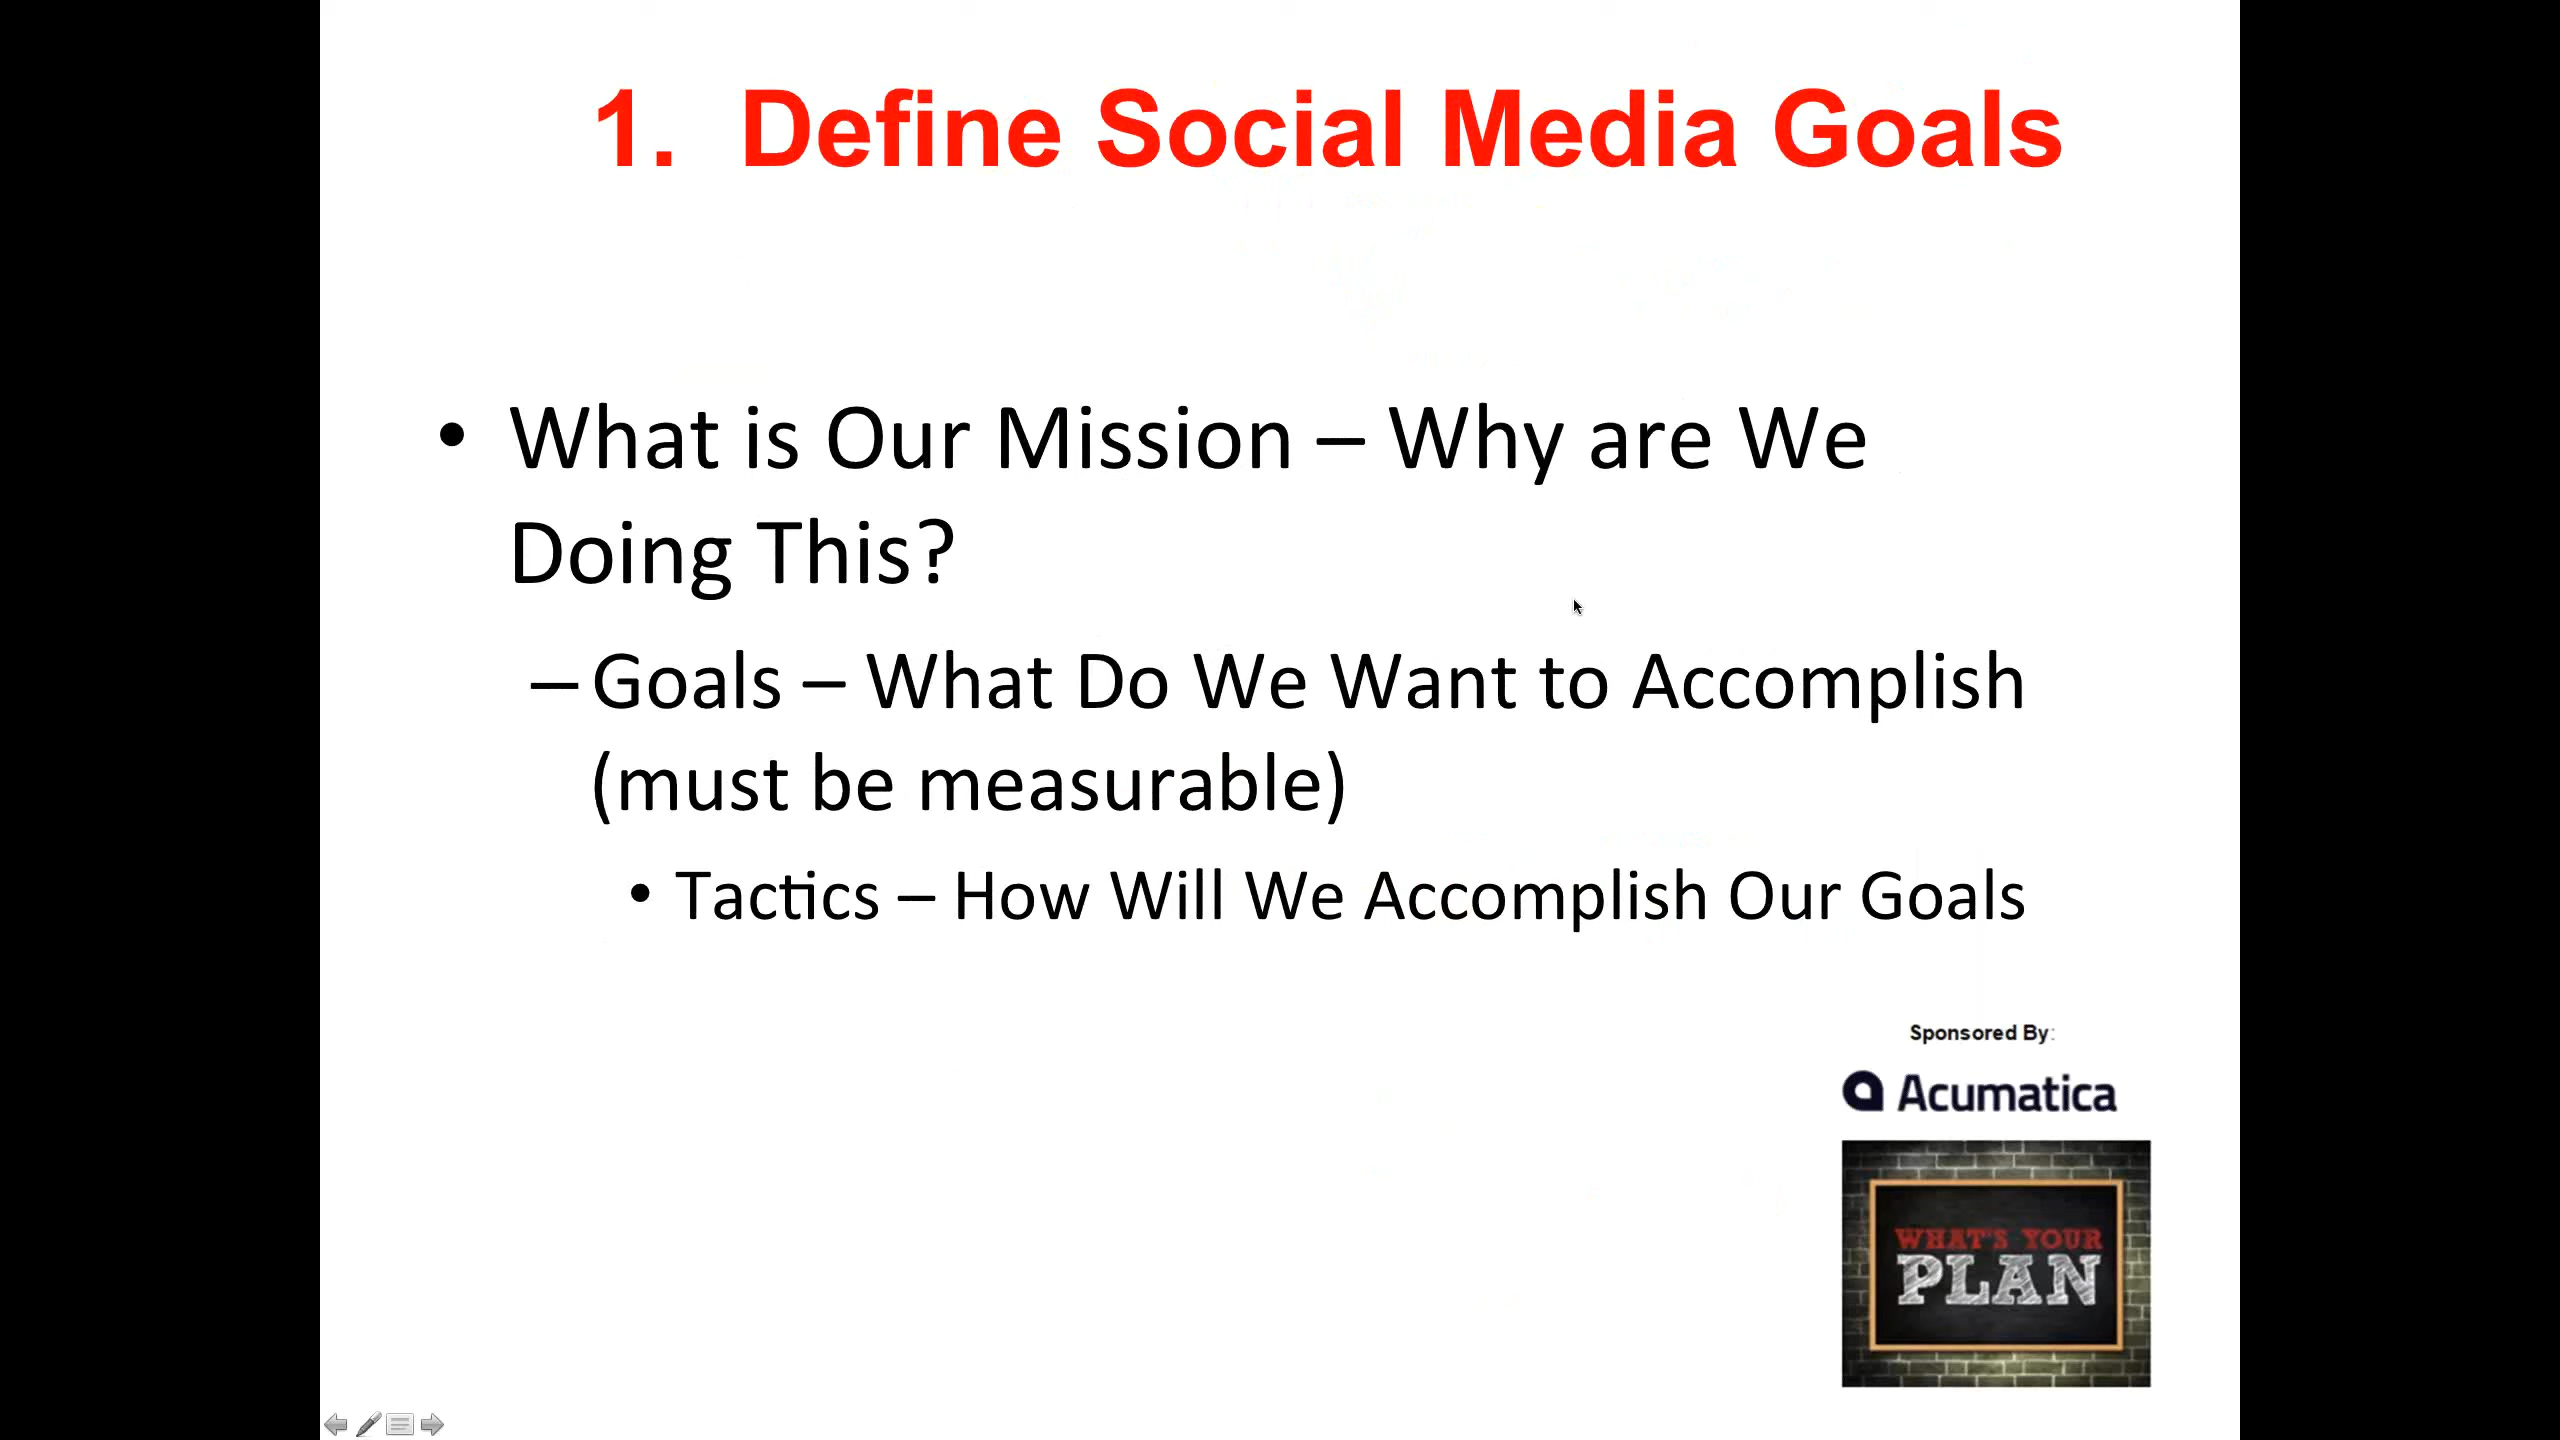 1. Define Social Media Goals
• What is Our Mission – Why are We
Doing This?
– Goals – What Do We Want to Accomplish
(must be measurable)
• Tactics – How Will We Accomplish Our Goals
Sponsored By:
Acumatica
WHAT'S YOUR
PLAN